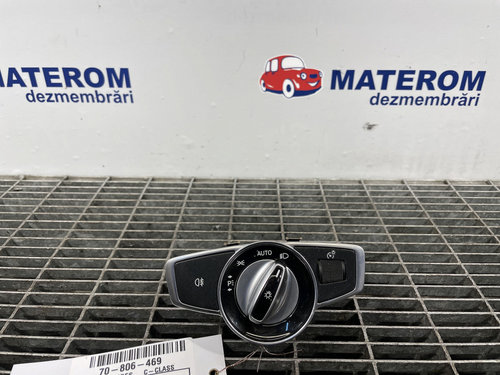 MATEROM
dezmembrări
MATEROM
dezmembrări
AUTO
P
70-806-469
C-CLASS